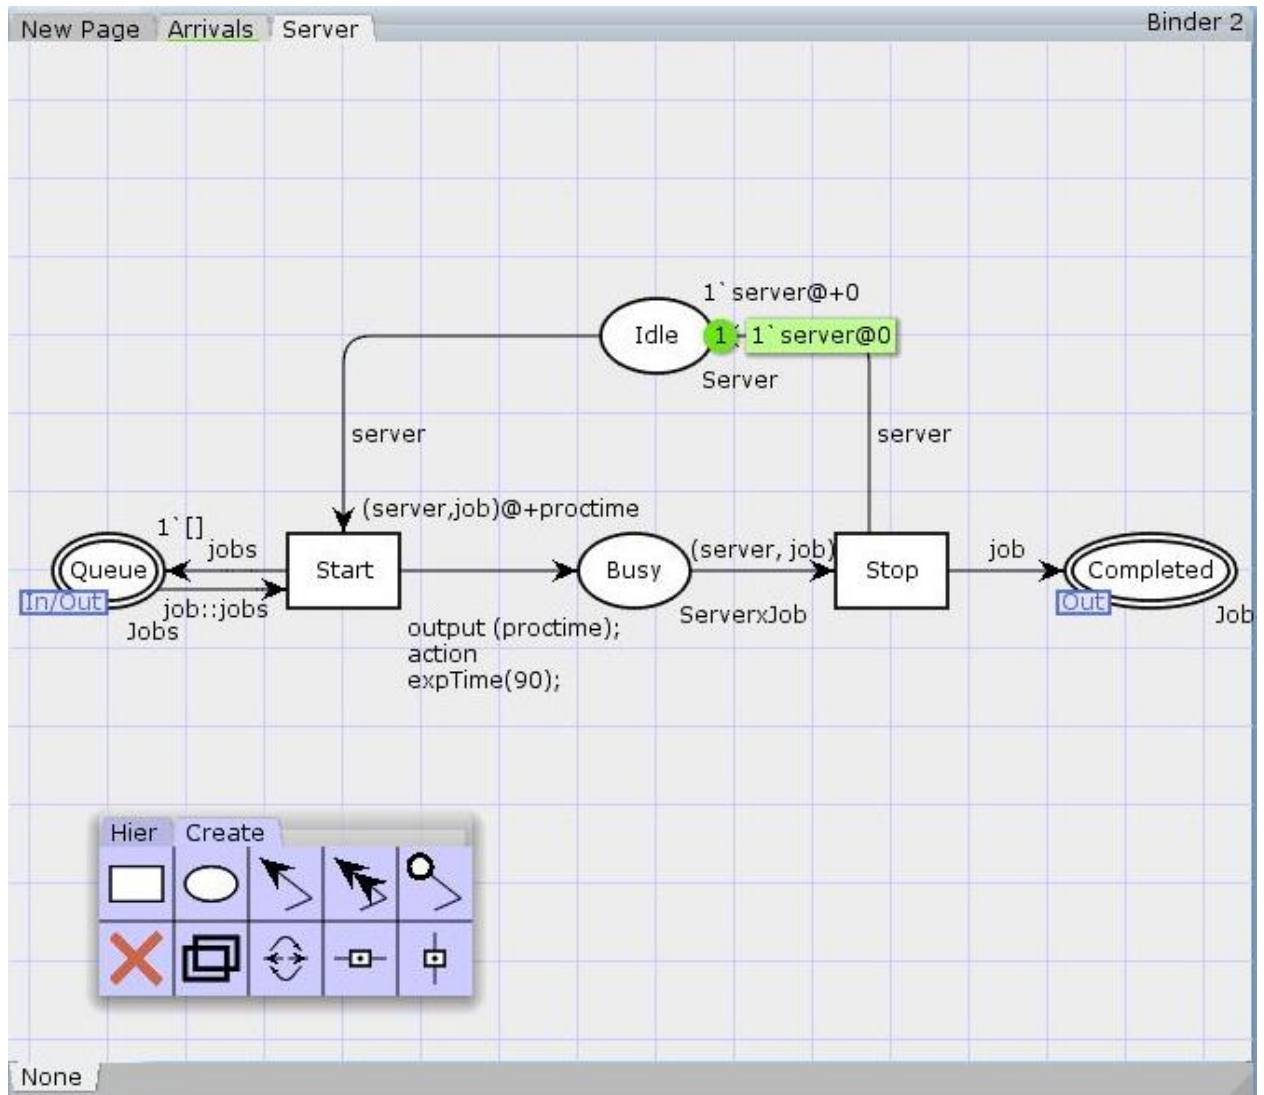 New Page Arrivals Server Binder 2
1`server@+0
Idle 1 1`server@0
Server
server server
(server,job)@+proctime
1`[]
jobs (server, job) job
Queue Start Busy Stop Completed
In/Out job::jobs ServerxJob Out Job
Jobs output (proctime);
action
expTime(90);
Hier Create
None